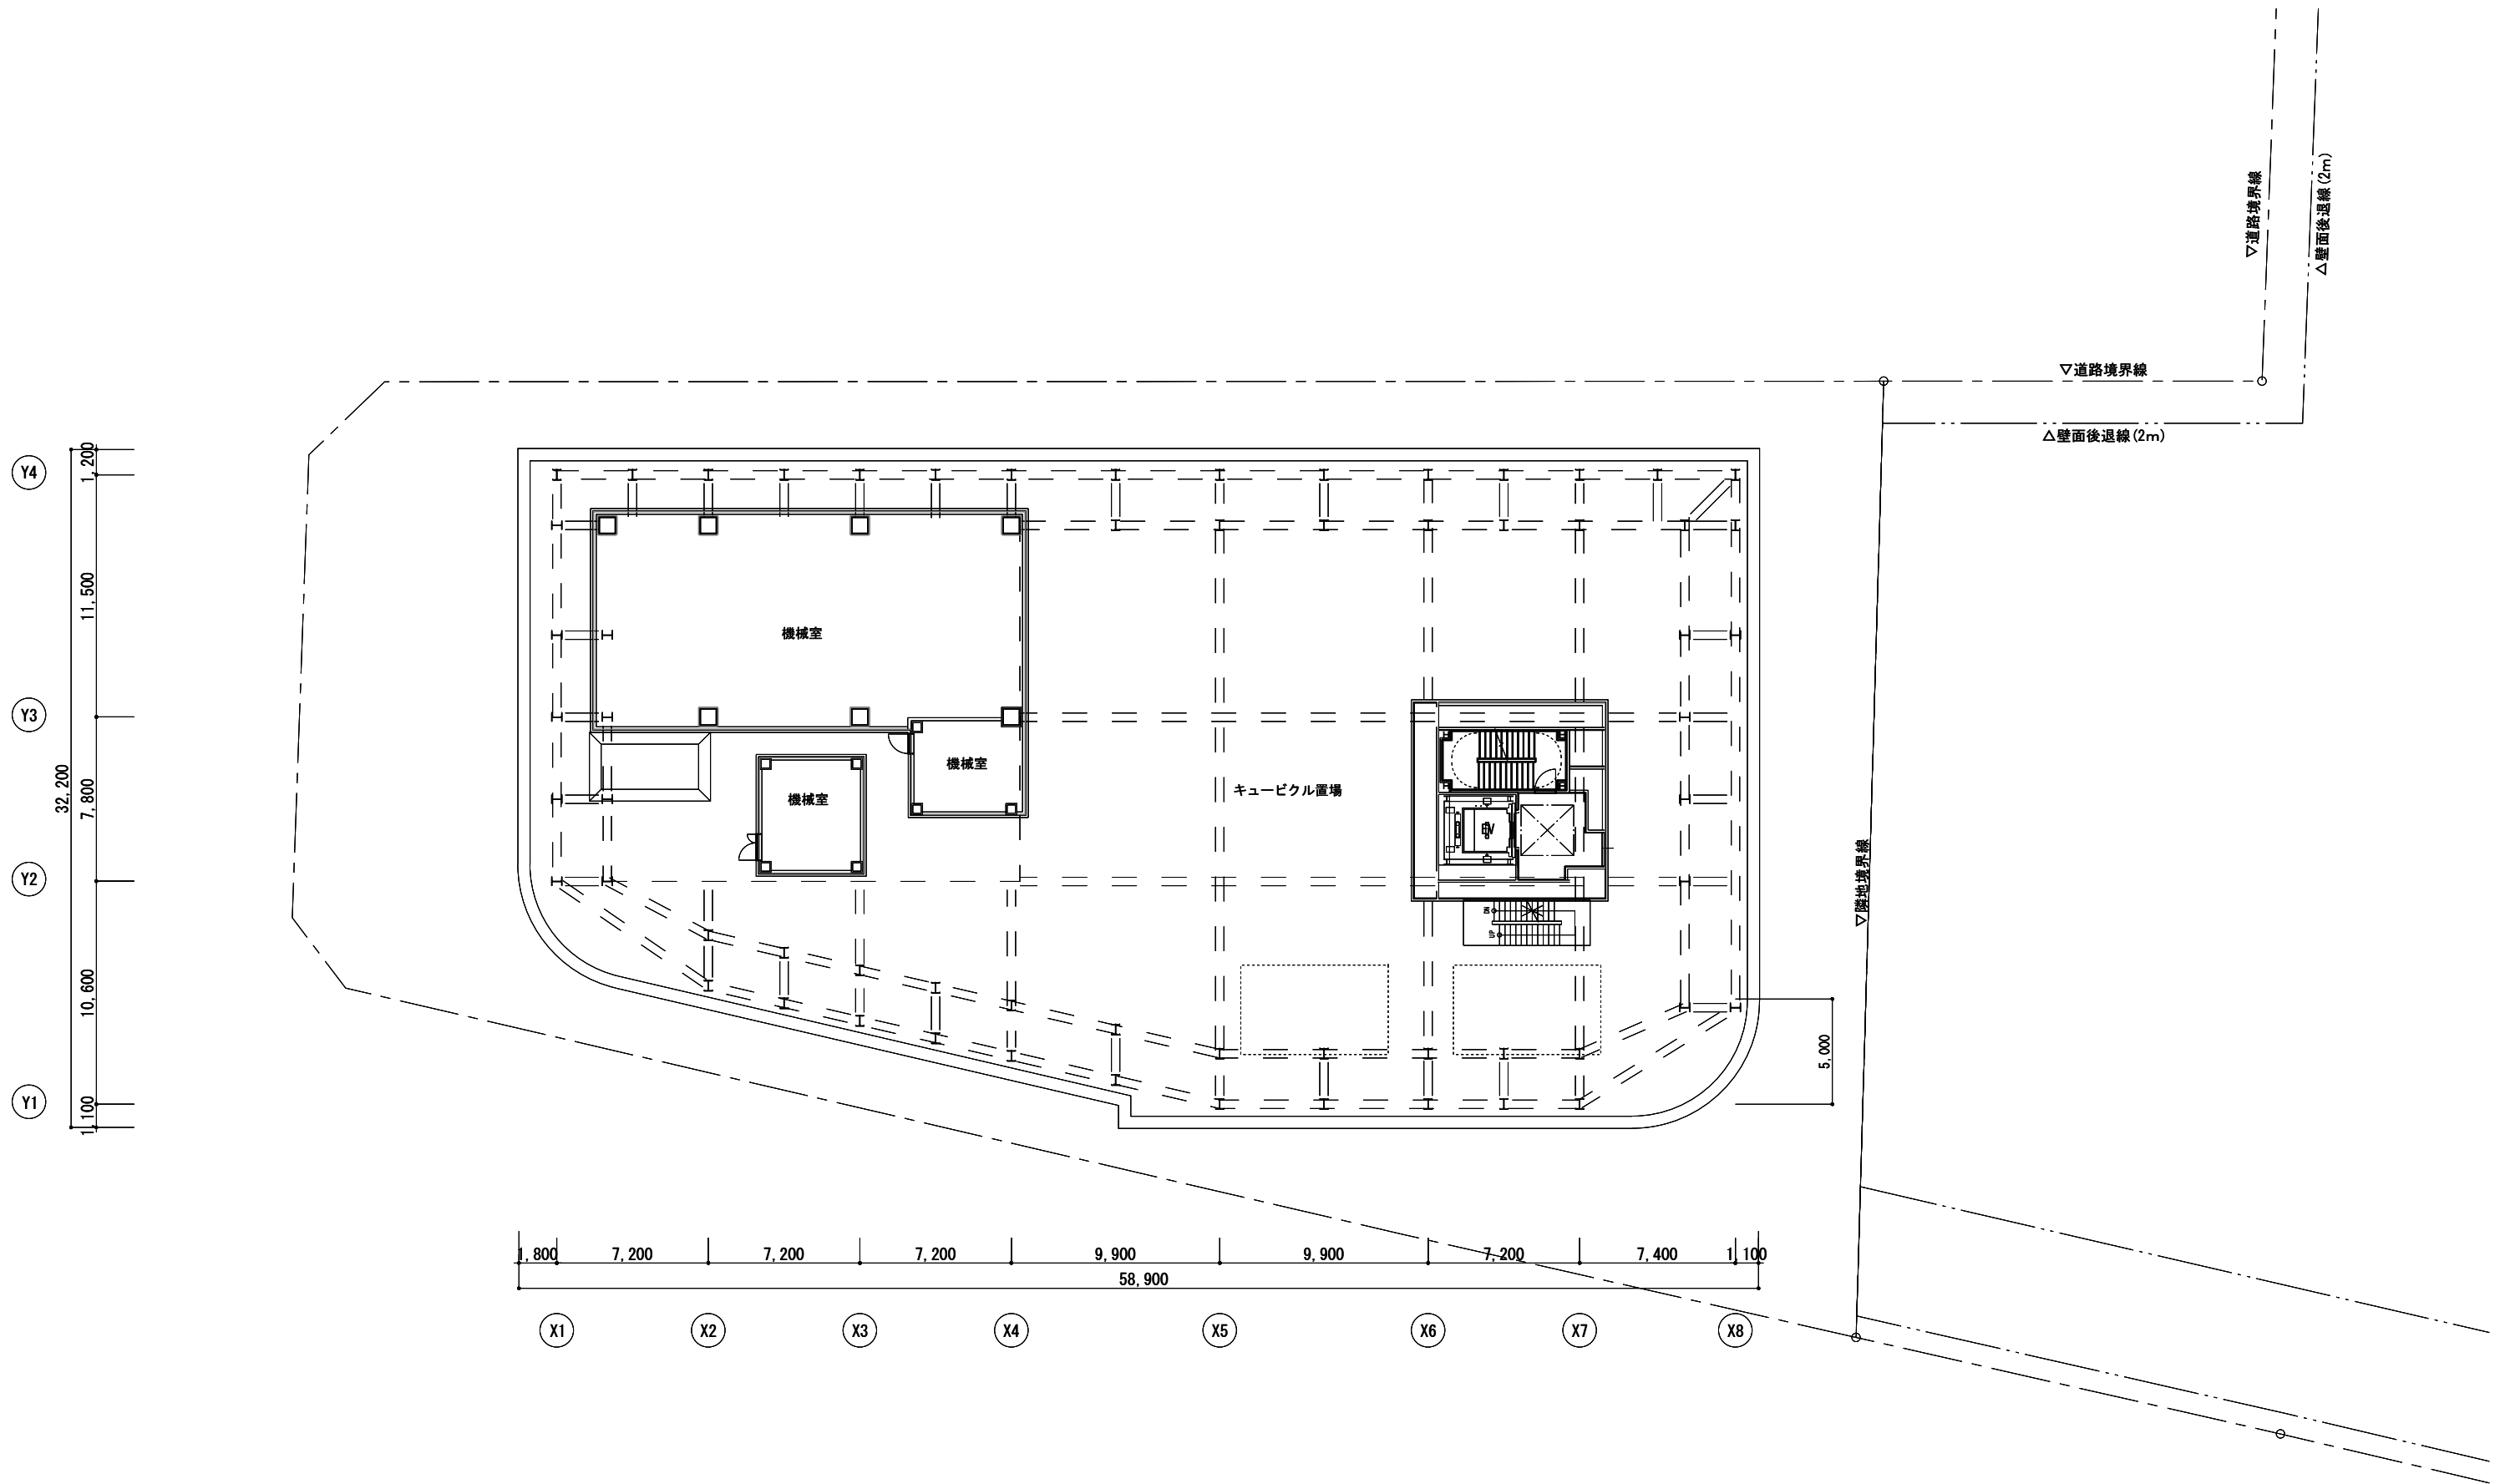 ▽道路境界線
△壁面後退線(2m)
▽道路境界線
△壁面後退線(2m)
▽隣地境界線
Y4
Y3
Y2
Y1
1,200
11,500
7,800
10,600
1,100
32,200
機械室
機械室
機械室
キュービクル置場
EV
DN
UP
5,000
1,800
7,200
7,200
7,200
9,900
9,900
7,200
7,400
1,100
58,900
X1
X2
X3
X4
X5
X6
X7
X8